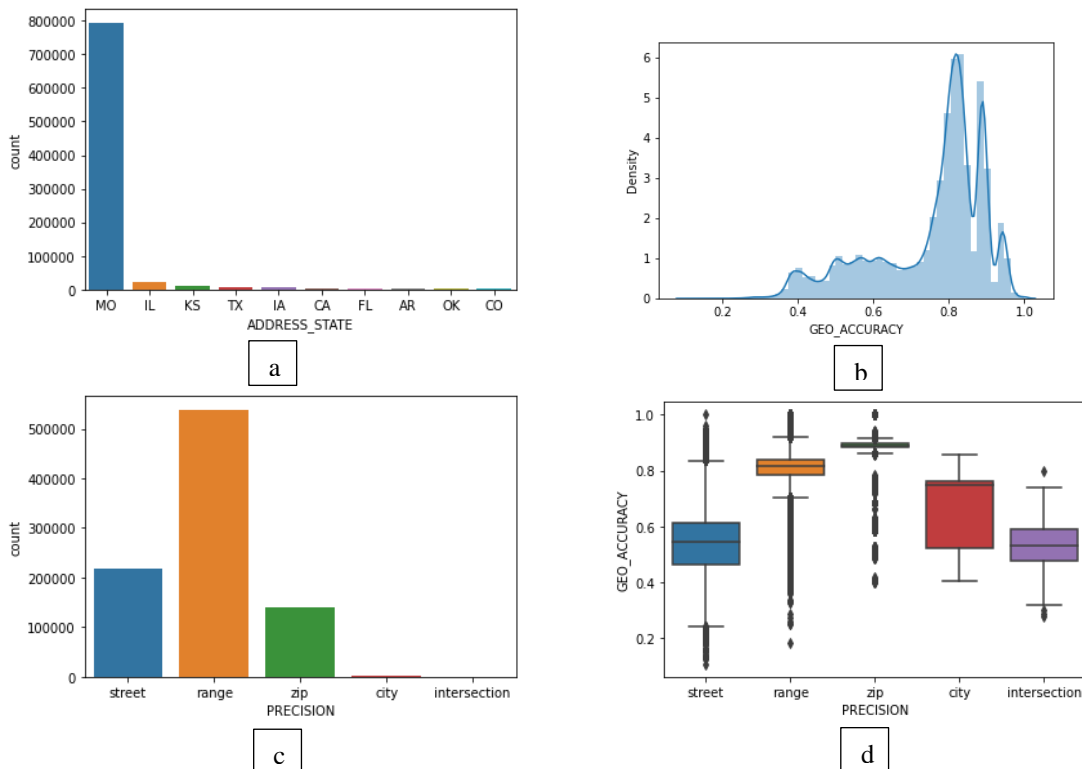 800000
700000
600000
500000
400000
300000
200000
100000
0
count
MO IL KS TX IA CA FL AR OK CO
ADDRESS_STATE
a
6
5
4
3
2
1
0
Density
0.2 0.4 0.6 0.8 1.0
GEO_ACCURACY
b
500000
400000
300000
200000
100000
0
count
street range zip city intersection
PRECISION
c
1.0
0.8
0.6
0.4
0.2
GEO_ACCURACY
street range zip city intersection
PRECISION
d